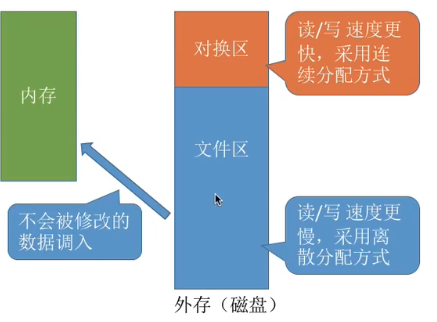 内存
对换区
读/写 速度更
快，采用连
续分配方式
文件区
不会被修改的
数据调入
读/写 速度更
慢，采用离
散分配方式
外存（磁盘）